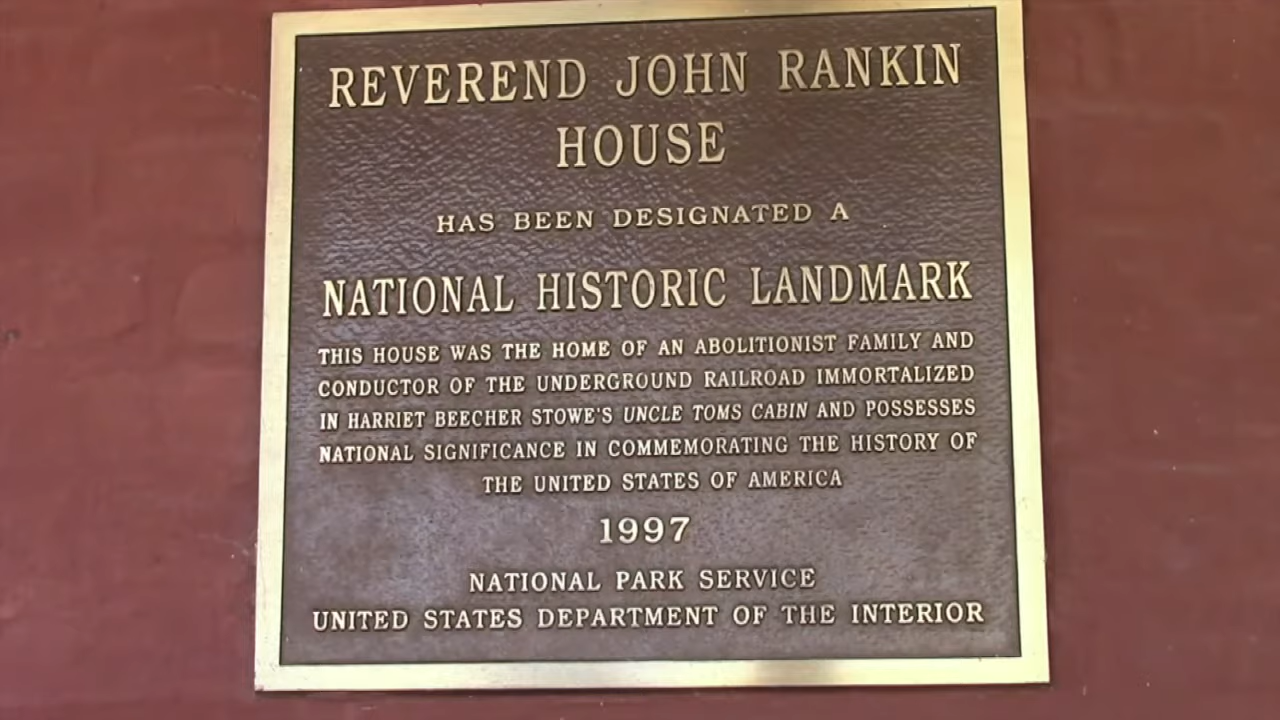 REVEREND JOHN RANKIN
HOUSE
HAS BEEN DESIGNATED A
NATIONAL HISTORIC LANDMARK
THIS HOUSE WAS THE HOME OF AN ABOLITIONIST FAMILY AND
CONDUCTOR OF THE UNDERGROUND RAILROAD IMMORTALIZED
IN HARRIET BEECHER STOWE'S UNCLE TOMS CABIN AND POSSESSES
NATIONAL SIGNIFICANCE IN COMMEMORATING THE HISTORY OF
THE UNITED STATES OF AMERICA
1997
NATIONAL PARK SERVICE
UNITED STATES DEPARTMENT OF THE INTERIOR